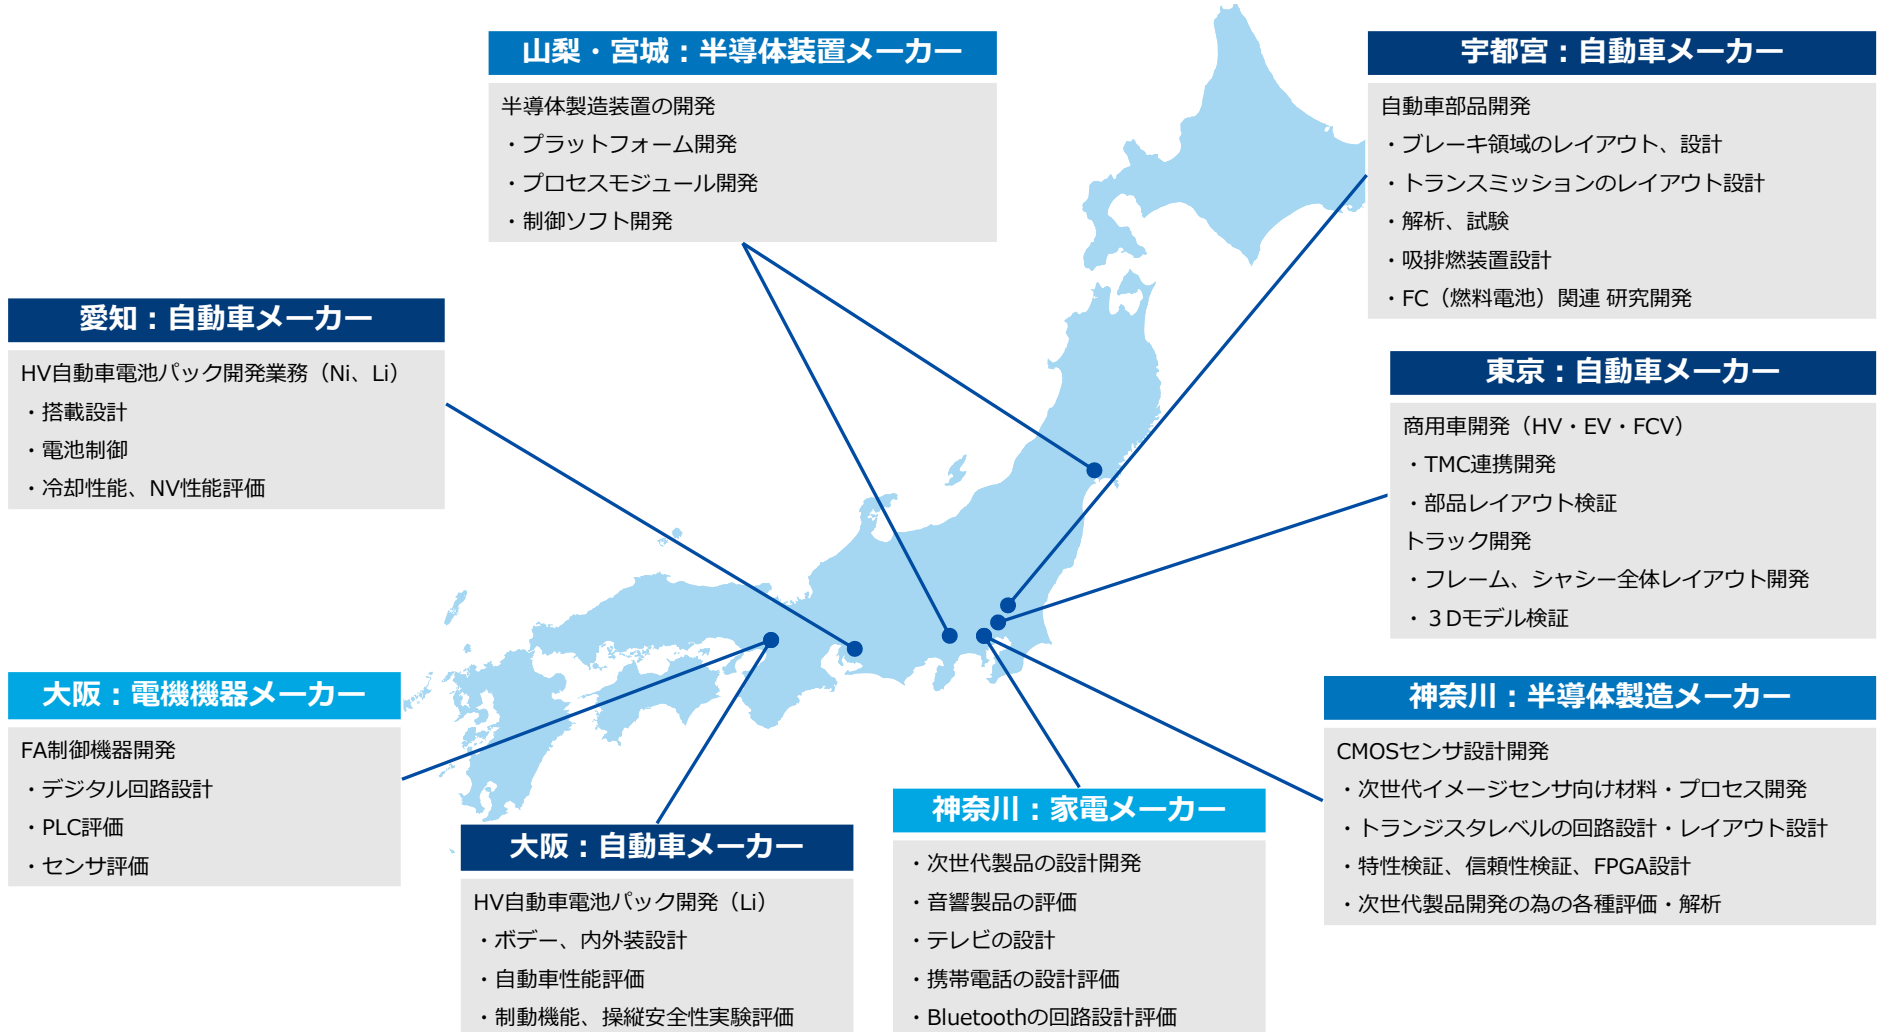 山梨・宮城：半導体装置メーカー
半導体製造装置の開発
・プラットフォーム開発
・プロセスモジュール開発
・制御ソフト開発
宇都宮：自動車メーカー
自動車部品開発
・ブレーキ領域のレイアウト、設計
・トランスミッションのレイアウト設計
・解析、試験
・吸排燃装置設計
・FC（燃料電池）関連 研究開発
愛知：自動車メーカー
HV自動車電池パック開発業務（Ni、Li）
・搭載設計
・電池制御
・冷却性能、NV性能評価
東京：自動車メーカー
商用車開発（HV・EV・FCV）
・TMC連携開発
・部品レイアウト検証
トラック開発
・フレーム、シャシー全体レイアウト開発
・３Dモデル検証
大阪：電機機器メーカー
FA制御機器開発
・デジタル回路設計
・PLC評価
・センサ評価
大阪：自動車メーカー
HV自動車電池パック開発（Li）
・ボデー、内外装設計
・自動車性能評価
・制動機能、操縦安全性実験評価
神奈川：家電メーカー
・次世代製品の設計開発
・音響製品の評価
・テレビの設計
・携帯電話の設計評価
・Bluetoothの回路設計評価
神奈川：半導体製造メーカー
CMOSセンサ設計開発
・次世代イメージセンサ向け材料・プロセス開発
・トランジスタレベルの回路設計・レイアウト設計
・特性検証、信頼性検証、FPGA設計
・次世代製品開発の為の各種評価・解析